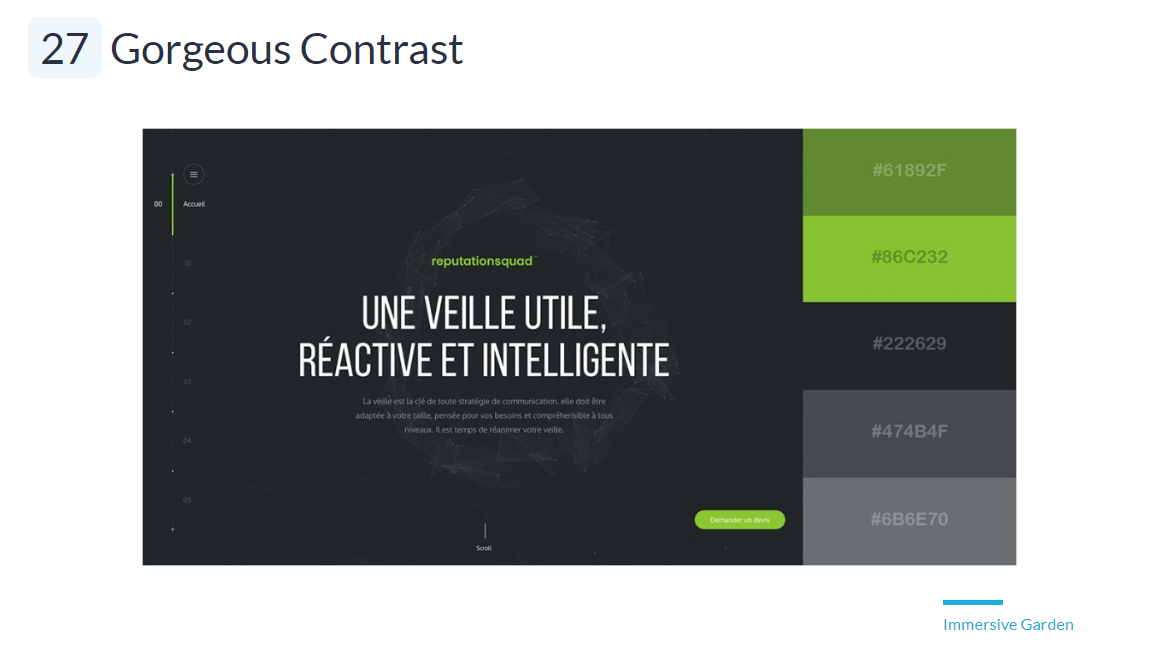 27 Gorgeous Contrast
00 Accueil
01
02
03
04
05
reputationsquad™
UNE VEILLE UTILE,
RÉACTIVE ET INTELLIGENTE
La veille est la clé de toute stratégie de communication, elle doit être
adaptée à votre taille, pensée pour vos besoins et compréhensible à tous
niveaux. Il est temps de réanimer votre veille.
Demander un devis
Scroll
#61892F
#86C232
#222629
#474B4F
#6B6E70
Immersive Garden